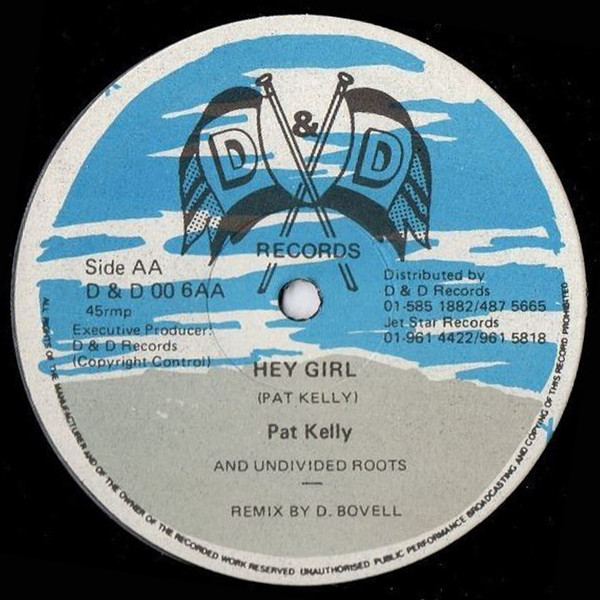 D & D
RECORDS
Side AA
D & D 00 6AA
45rmp
Executive Producer:
D & D Records
(Copyright Control)
Distributed by
D & D Records
01-585 1882/487 5665
Jet Star Records
01-961 4422/961 5818
HEY GIRL
(PAT KELLY)
Pat Kelly
AND UNDIVIDED ROOTS
REMIX BY D. BOVELL
ALL RIGHTS OF THE MANUFACTURER AND OF THE OWNER OF THE RECORDED WORK RESERVED UNAUTHORISED PUBLIC PERFORMANCE BROADCASTING AND COPYING OF THIS RECORD PROHIBITED